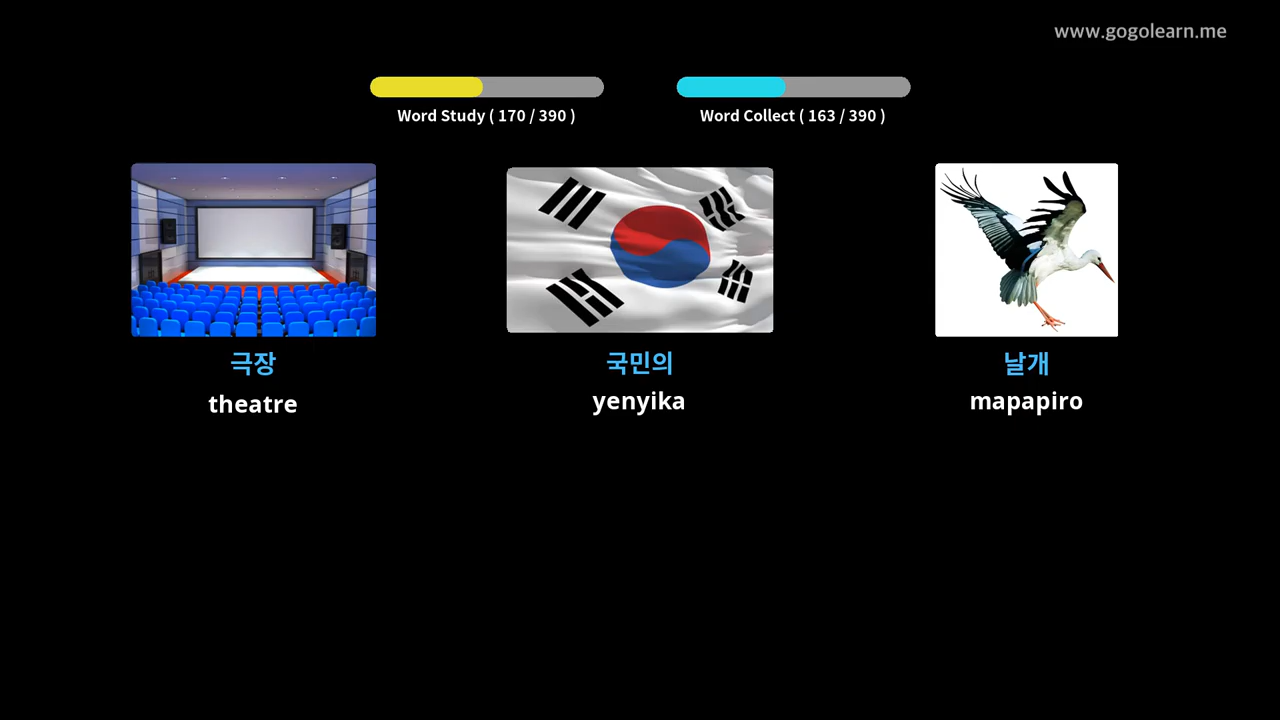 www.gogolearn.me
Word Study ( 170 / 390 )
Word Collect ( 163 / 390 )
극장
theatre
국민의
yenyika
날개
mapapiro